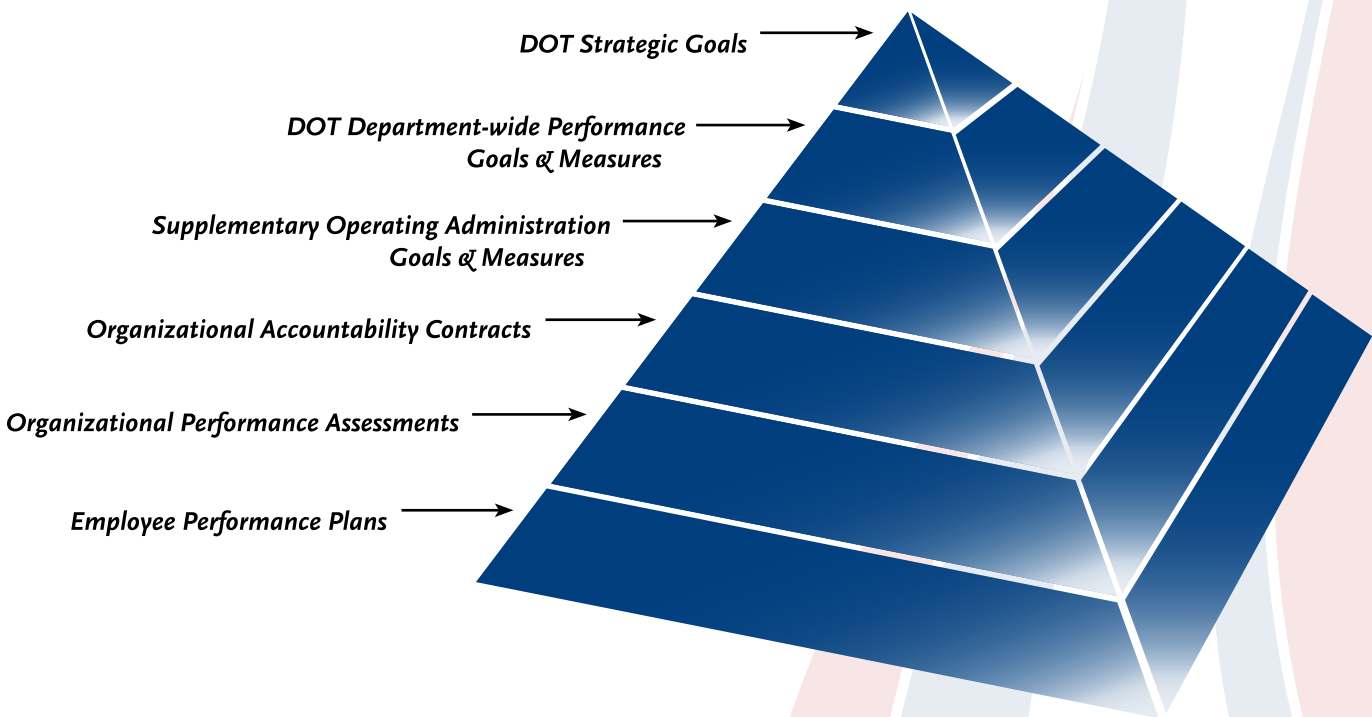 DOT Strategic Goals
DOT Department-wide Performance
Goals & Measures
Supplementary Operating Administration
Goals & Measures
Organizational Accountability Contracts
Organizational Performance Assessments
Employee Performance Plans